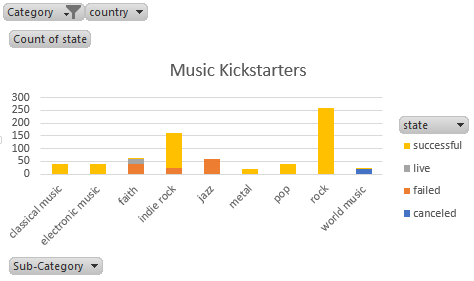 Category country
Count of state
Music Kickstarters
300
250
200
150
100
50
0
classical music
electronic music
faith
indie rock
jazz
metal
pop
rock
world music
state
successful
live
failed
canceled
Sub-Category